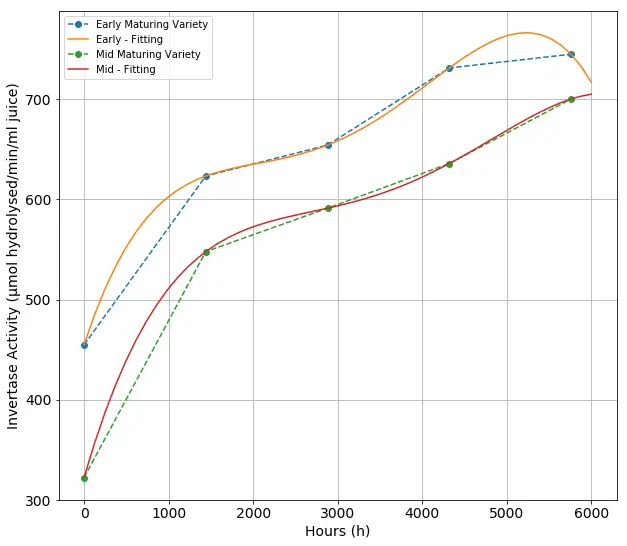 Early Maturing Variety
Early - Fitting
Mid Maturing Variety
Mid - Fitting
Invertase Activity (µmol hydrolysed/min/ml juice)
700
600
500
400
300
0 1000 2000 3000 4000 5000 6000
Hours (h)